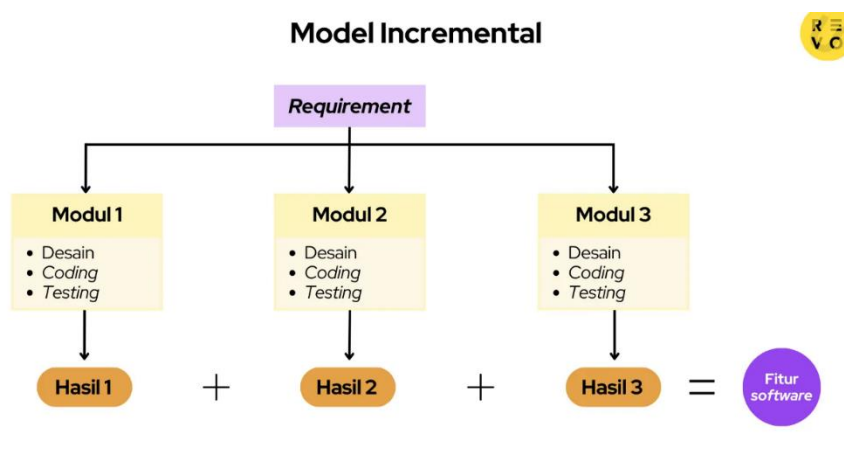 Model Incremental
R E
V O
Requirement
Modul 1
• Desain
• Coding
• Testing
Modul 2
• Desain
• Coding
• Testing
Modul 3
• Desain
• Coding
• Testing
Hasil 1
+
Hasil 2
+
Hasil 3
=
Fitur
software